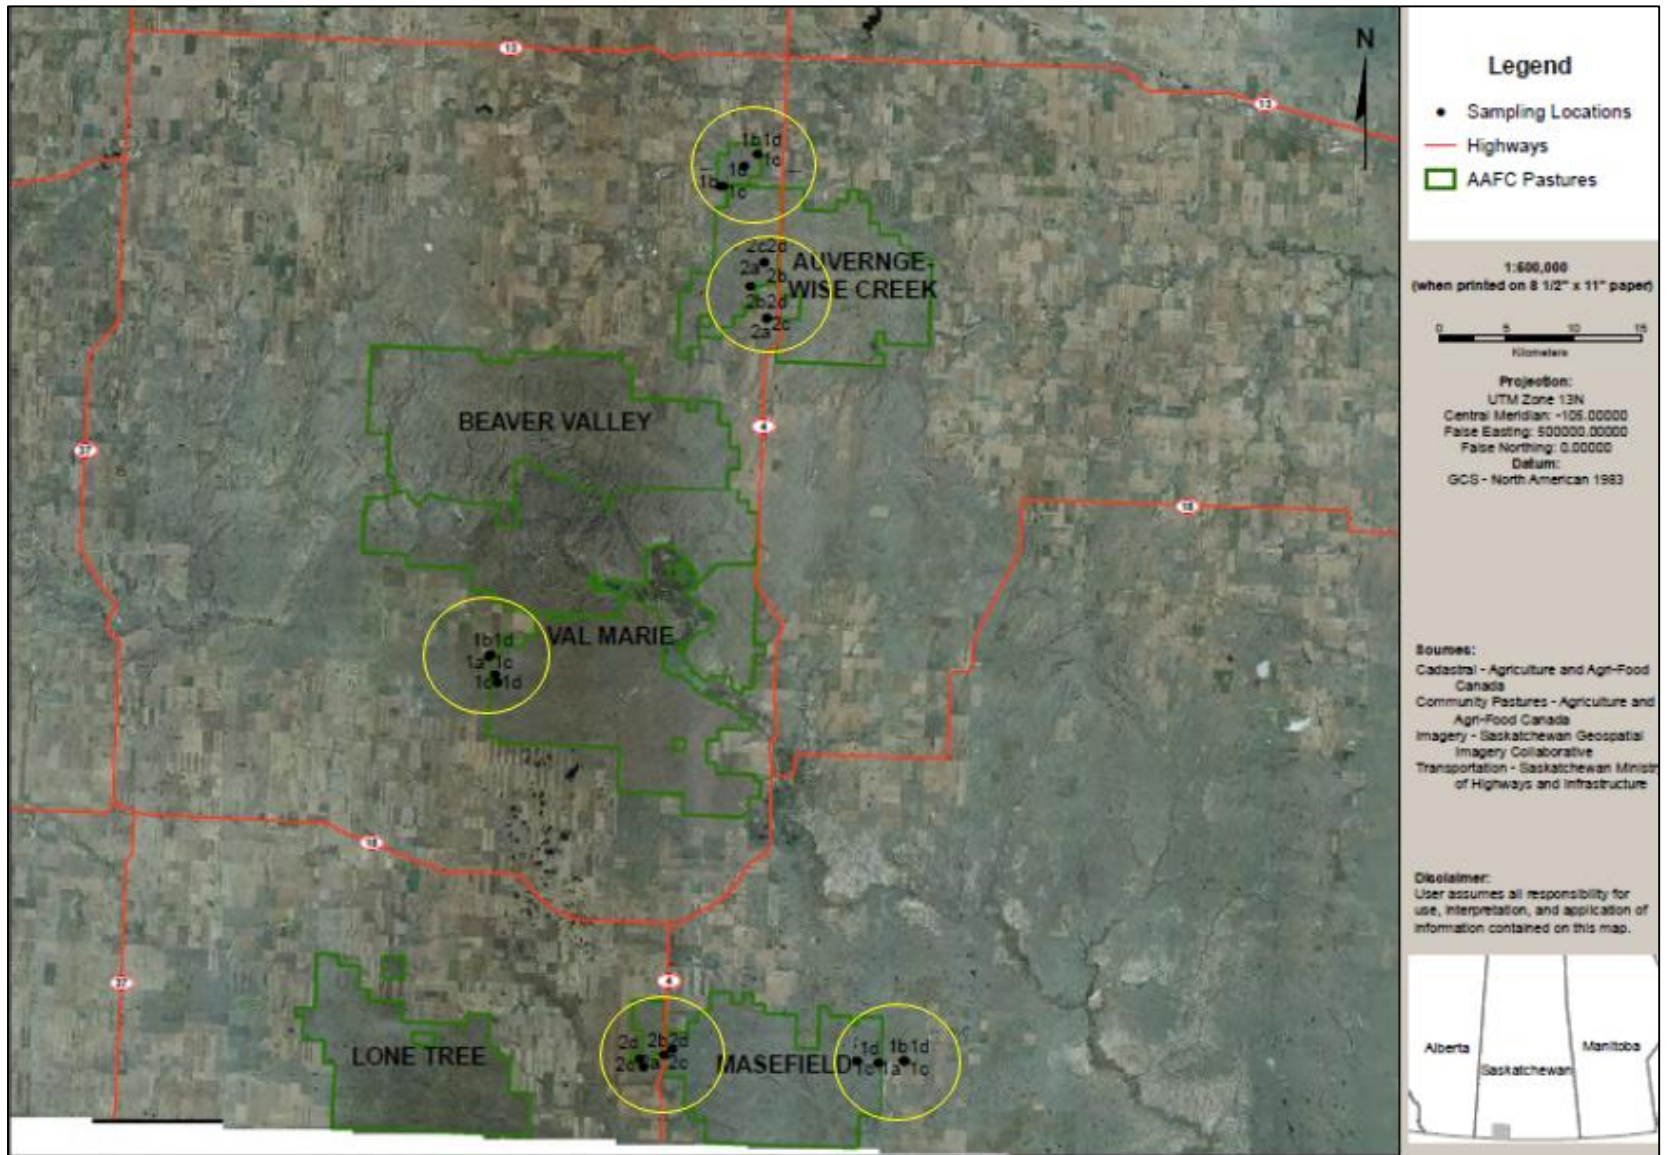 N
13
13
1b 1d
1c
1c
1b
1c
2c 2d
2a
2b
AUVERNGE-
WISE CREEK
2b 2d
2a 2c
BEAVER VALLEY
4
37
18
1b 1d
VAL MARIE
1a 1c
1c 1d
18
37
4
LONE TREE
2d 2b 2d
2c 2a 2c
MASEFIELD
1d 1b 1d
1c 1a 1c
Legend
Sampling Locations
Highways
AAFC Pastures
1:500,000
(when printed on 8 1/2" x 11" paper)
0 5 10 15
Kilometers
Projection:
UTM Zone 13N
Central Meridian: -105.00000
False Easting: 500000.00000
False Northing: 0.00000
Datum:
GCS - North American 1983
Sources:
Cadastral - Agriculture and Agri-Food
Canada
Community Pastures - Agriculture and
Agri-Food Canada
Imagery - Saskatchewan Geospatial
Imagery Collaborative
Transportation - Saskatchewan Ministry
of Highways and Infrastructure
Disclaimer:
User assumes all responsibility for
use, interpretation, and application of
information contained on this map.
Alberta
Saskatchewan
Manitoba